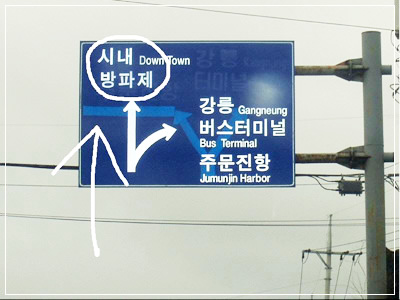 시내 Down Town
방파제
강릉 Gangneung
버스터미널
Bus Terminal
주문진항
Jumunjin Harbor